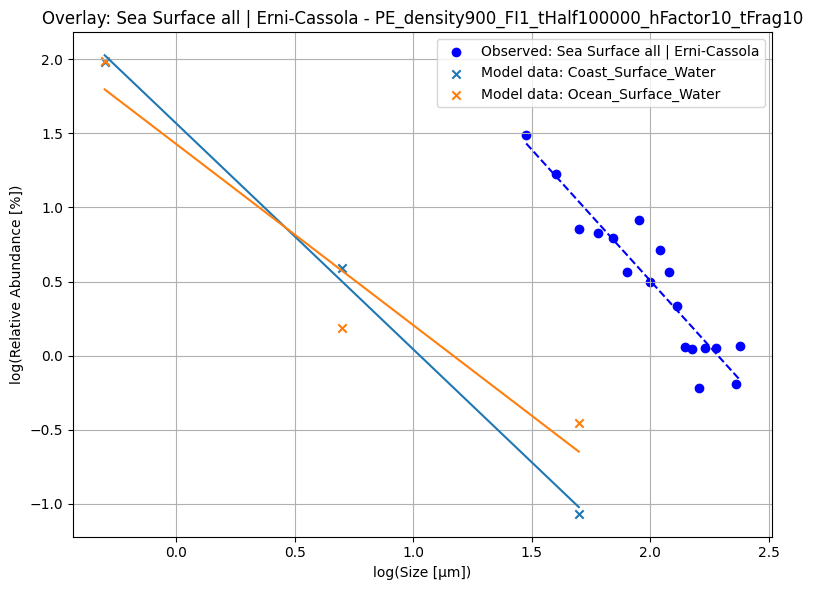 Overlay: Sea Surface all | Erni-Cassola - PE_density900_FI1_tHalf100000_hFactor10_tFrag10
Observed: Sea Surface all | Erni-Cassola
Model data: Coast_Surface_Water
Model data: Ocean_Surface_Water
log(Relative Abundance [%])
2.0
1.5
1.0
0.5
0.0
−0.5
−1.0
0.0 0.5 1.0 1.5 2.0 2.5
log(Size [µm])